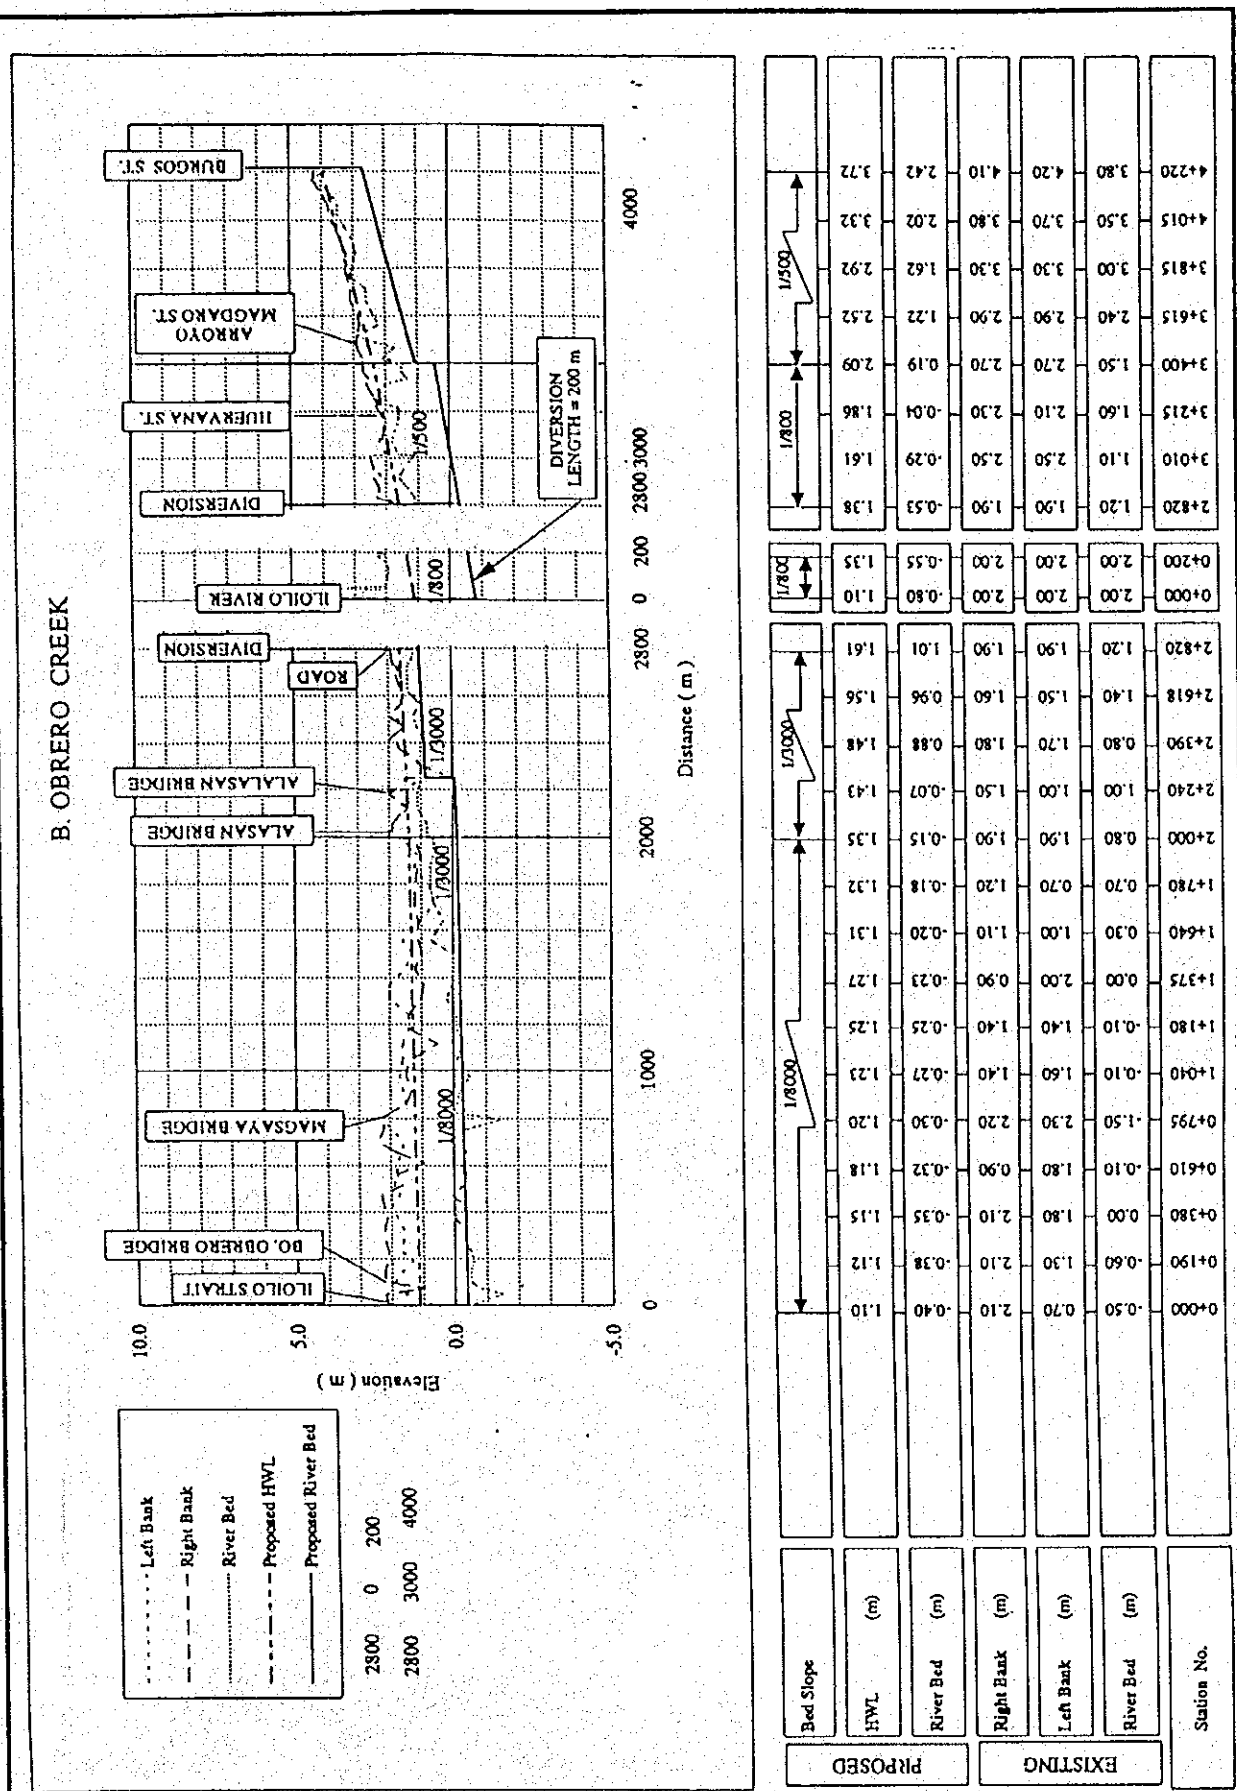 B. OBRERO CREEK
Left Bank
Right Bank
River Bed
Proposed HWL
Proposed River Bed
2800 0 200
2800 3000 4000
Elevation ( m )
10.0
5.0
0.0
-5.0
ILOILO STRAIT
BO. OBRERO BRIDGE
MAGSAYA BRIDGE
ALASAN BRIDGE
ALALASAN BRIDGE
ROAD
DIVERSION
ILOILO RIVER
DIVERSION
HUERVANA ST.
ARROYO
MAGDARO ST.
BURGOS ST.
1/8000
1/3000
1/3000
1/800
1/500
DIVERSION
LENGTH = 200 m
0 1000 2000 2800 0 200 2800 3000 4000
Distance ( m )
PRPOSED
Bed Slope 1/8000 1/3000 1/800 1/800 1/500
HWL (m) 1.10 1.12 1.15 1.18 1.20 1.23 1.25 1.27 1.31 1.32 1.35 1.43 1.48 1.56 1.61 1.10 1.35 1.38 1.61 1.86 2.09 2.52 2.92 3.32 3.72
River Bed (m) -0.40 -0.38 -0.35 -0.32 -0.30 -0.27 -0.25 -0.23 -0.20 -0.18 -0.15 -0.07 0.88 0.96 1.01 -0.80 -0.55 -0.53 -0.29 -0.04 0.19 1.22 1.62 2.02 2.42
EXISTING
Right Bank (m) 2.10 2.10 2.10 0.90 2.20 1.40 1.40 0.90 1.10 1.20 1.90 1.50 1.80 1.60 1.90 2.00 2.00 1.90 2.50 2.30 2.70 2.90 3.30 3.80 4.10
Left Bank (m) 0.70 1.30 1.80 1.80 2.30 1.60 1.40 2.00 1.00 0.70 1.90 1.00 1.70 1.50 1.90 2.00 2.00 1.90 2.50 2.10 2.70 2.90 3.30 3.70 4.20
River Bed (m) -0.50 -0.60 0.00 -0.10 -1.50 -0.10 -0.10 0.00 0.30 0.70 0.80 1.00 0.80 1.40 1.20 2.00 2.00 1.20 1.10 1.60 1.50 2.40 3.00 3.50 3.80
Station No. 0+000 0+190 0+380 0+610 0+795 1+040 1+180 1+375 1+640 1+780 2+000 2+240 2+390 2+618 2+820 0+000 0+200 2+820 3+010 3+215 3+400 3+615 3+815 4+015 4+220